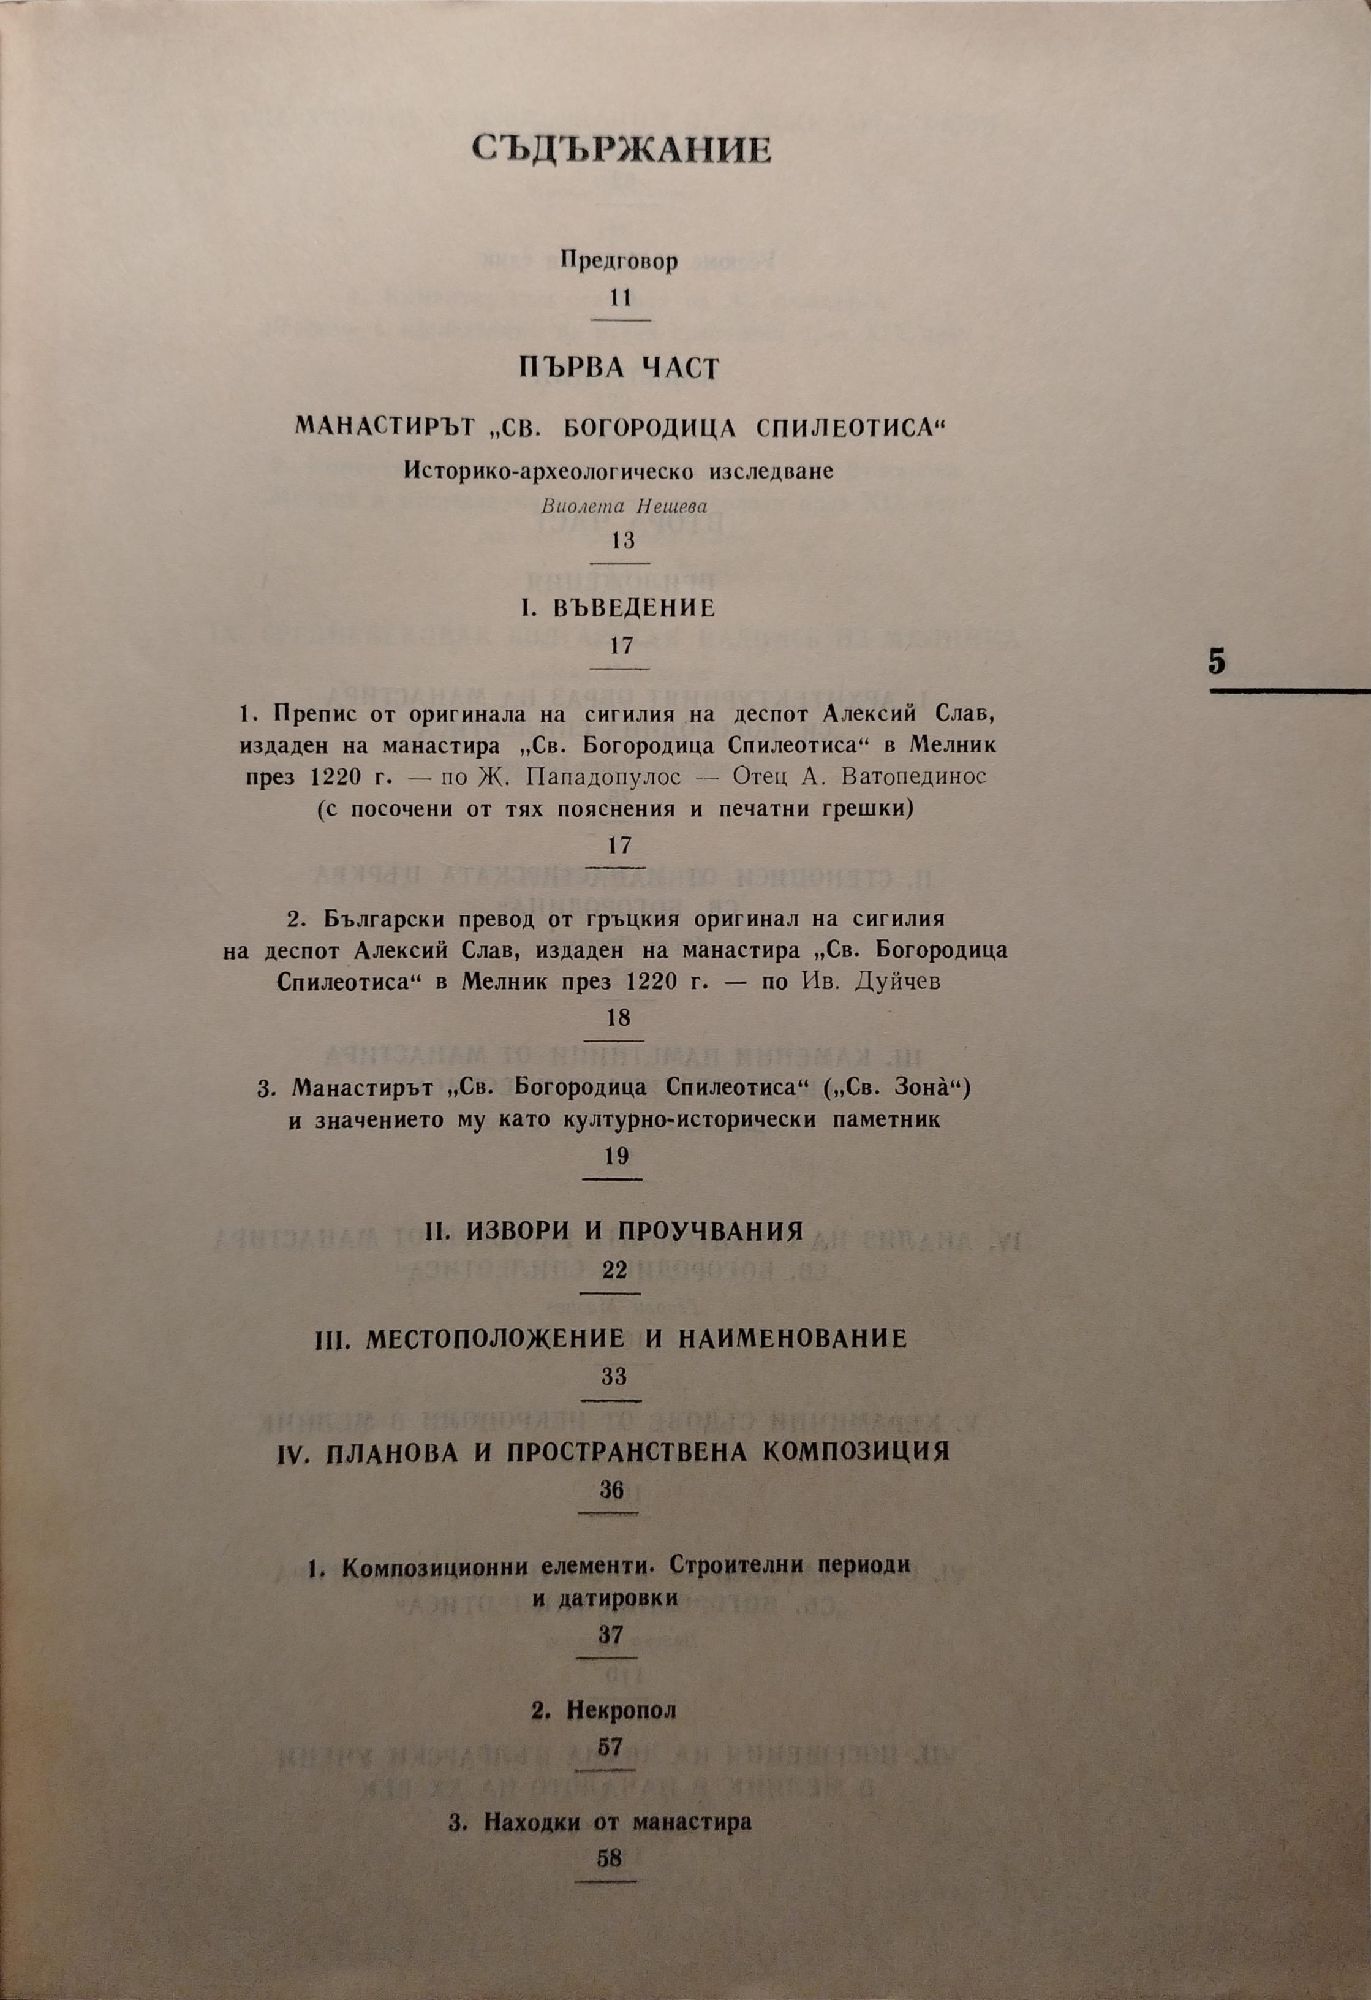 СЪДЪРЖАНИЕ
Предговор
11
ПЪРВА ЧАСТ
МАНАСТИРЪТ „СВ. БОГОРОДИЦА СПИЛЕОТИСА“
Историко-археологическо изследване
Виолета Нешева
13
I. ВЪВЕДЕНИЕ
17
5
1. Препис от оригинала на сигилия на деспот Алексий Слав,
издаден на манастира „Св. Богородица Спилеотиса“ в Мелник
през 1220 г. — по Ж. Пападопулос — Отец А. Ватопединос
(с посочени от тях пояснения и печатни грешки)
17
2. Български превод от гръцкия оригинал на сигилия
на деспот Алексий Слав, издаден на манастира „Св. Богородица
Спилеотиса“ в Мелник през 1220 г. — по Ив. Дуйчев
18
3. Манастирът „Св. Богородица Спилеотиса“ („Св. Зона̀“)
и значението му като културно-исторически паметник
19
II. ИЗВОРИ И ПРОУЧВАНИЯ
22
III. МЕСТОПОЛОЖЕНИЕ И НАИМЕНОВАНИЕ
33
IV. ПЛАНОВА И ПРОСТРАНСТВЕНА КОМПОЗИЦИЯ
36
1. Композиционни елементи. Строителни периоди
и датировки
37
2. Некропол
57
3. Находки от манастира
58